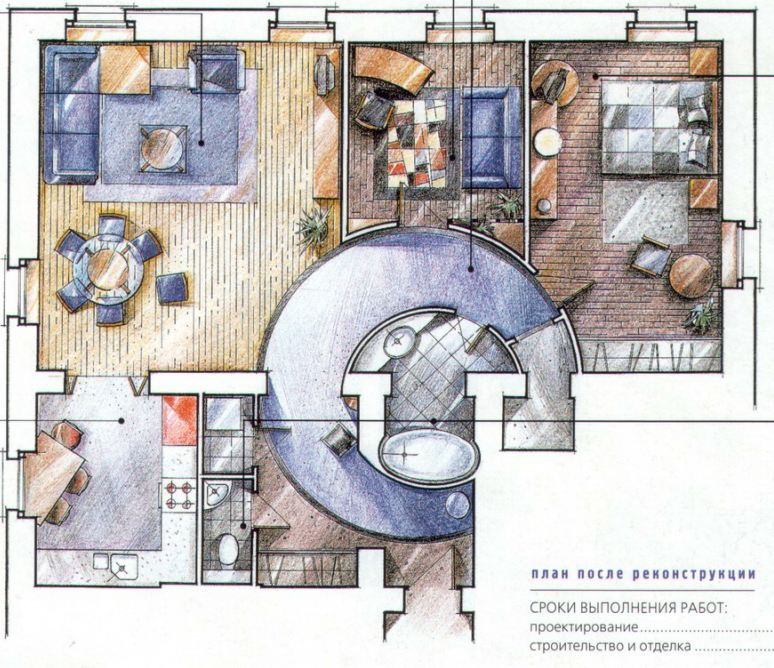 план после реконструкции
СРОКИ ВЫПОЛНЕНИЯ РАБОТ:
проектирование....................
строительство и отделка ............